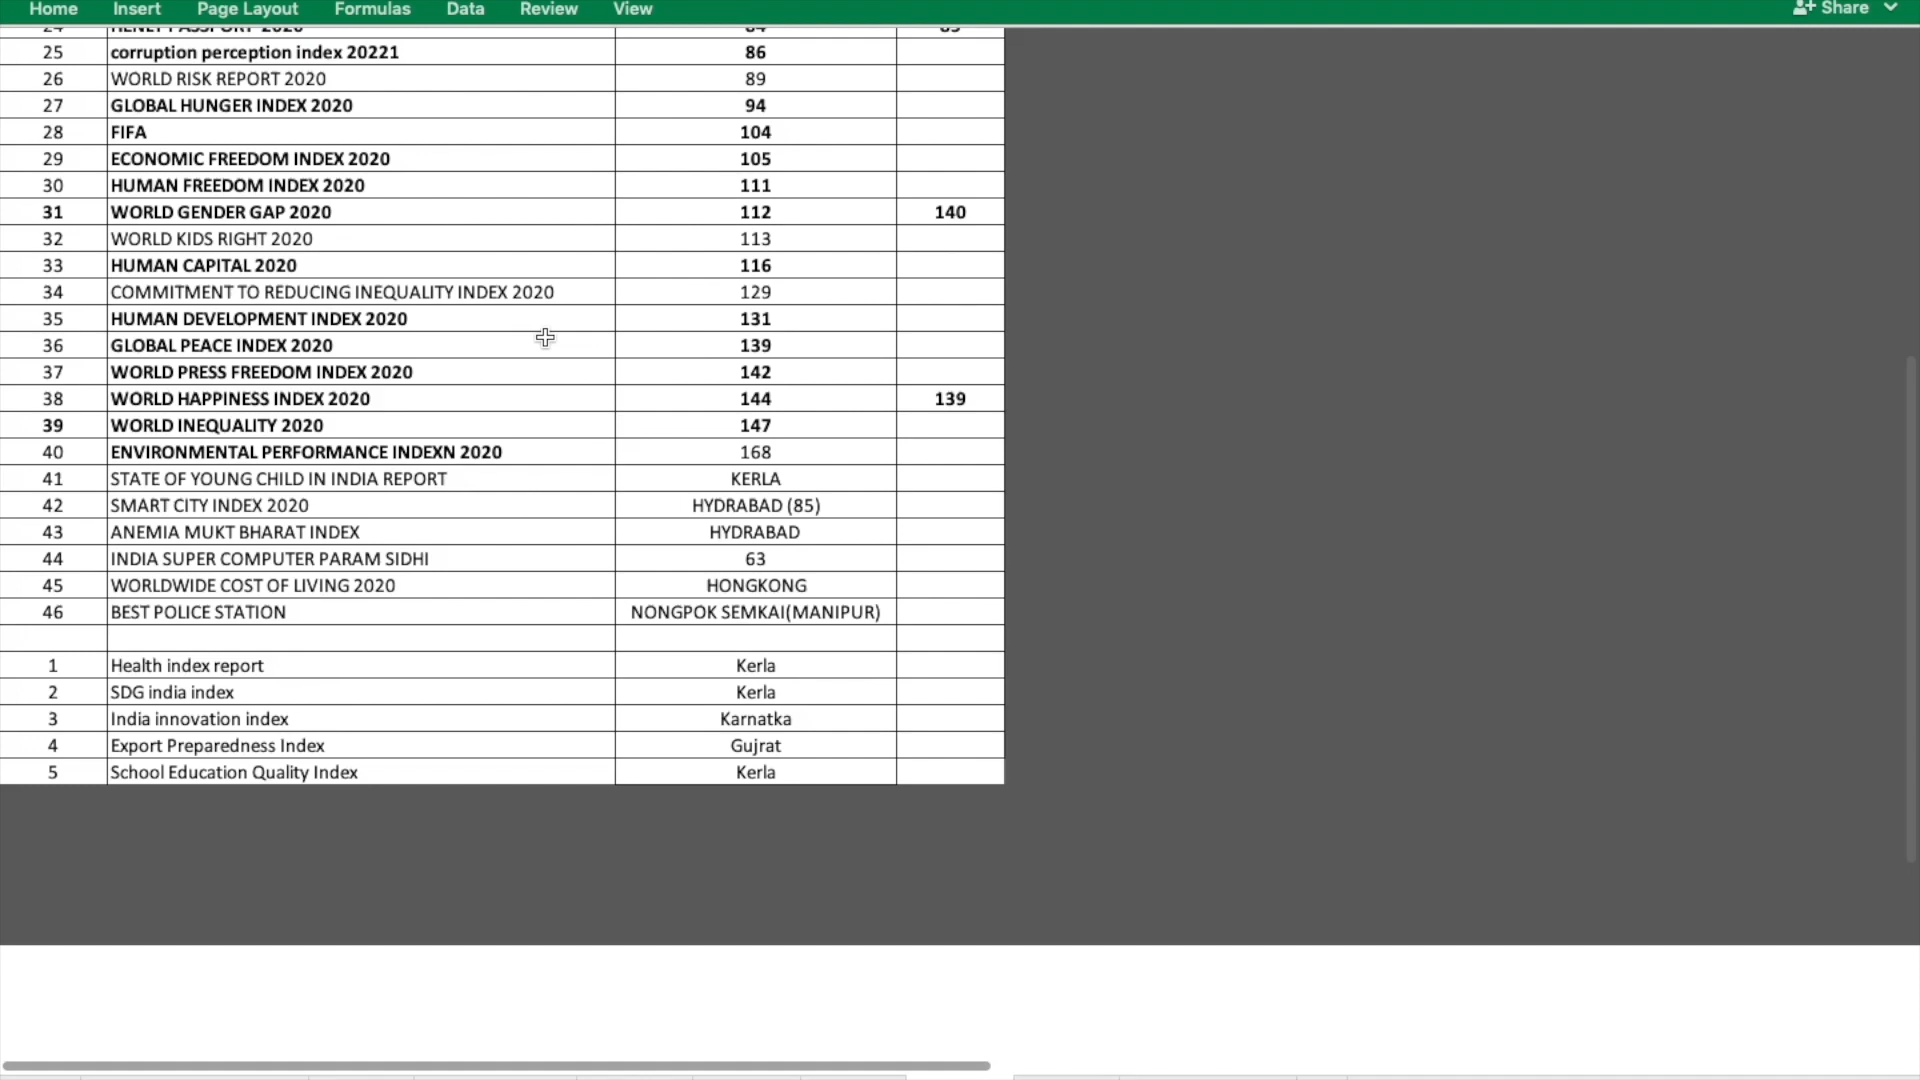 Home Insert Page Layout Formulas Data Review View Share
24 HENLEY PASSPORT 2020 84 85
25 corruption perception index 20221 86
26 WORLD RISK REPORT 2020 89
27 GLOBAL HUNGER INDEX 2020 94
28 FIFA 104
29 ECONOMIC FREEDOM INDEX 2020 105
30 HUMAN FREEDOM INDEX 2020 111
31 WORLD GENDER GAP 2020 112 140
32 WORLD KIDS RIGHT 2020 113
33 HUMAN CAPITAL 2020 116
34 COMMITMENT TO REDUCING INEQUALITY INDEX 2020 129
35 HUMAN DEVELOPMENT INDEX 2020 131
36 GLOBAL PEACE INDEX 2020 139
37 WORLD PRESS FREEDOM INDEX 2020 142
38 WORLD HAPPINESS INDEX 2020 144 139
39 WORLD INEQUALITY 2020 147
40 ENVIRONMENTAL PERFORMANCE INDEXN 2020 168
41 STATE OF YOUNG CHILD IN INDIA REPORT KERLA
42 SMART CITY INDEX 2020 HYDRABAD (85)
43 ANEMIA MUKT BHARAT INDEX HYDRABAD
44 INDIA SUPER COMPUTER PARAM SIDHI 63
45 WORLDWIDE COST OF LIVING 2020 HONGKONG
46 BEST POLICE STATION NONGPOK SEMKAI(MANIPUR)
1 Health index report Kerla
2 SDG india index Kerla
3 India innovation index Karnatka
4 Export Preparedness Index Gujrat
5 School Education Quality Index Kerla